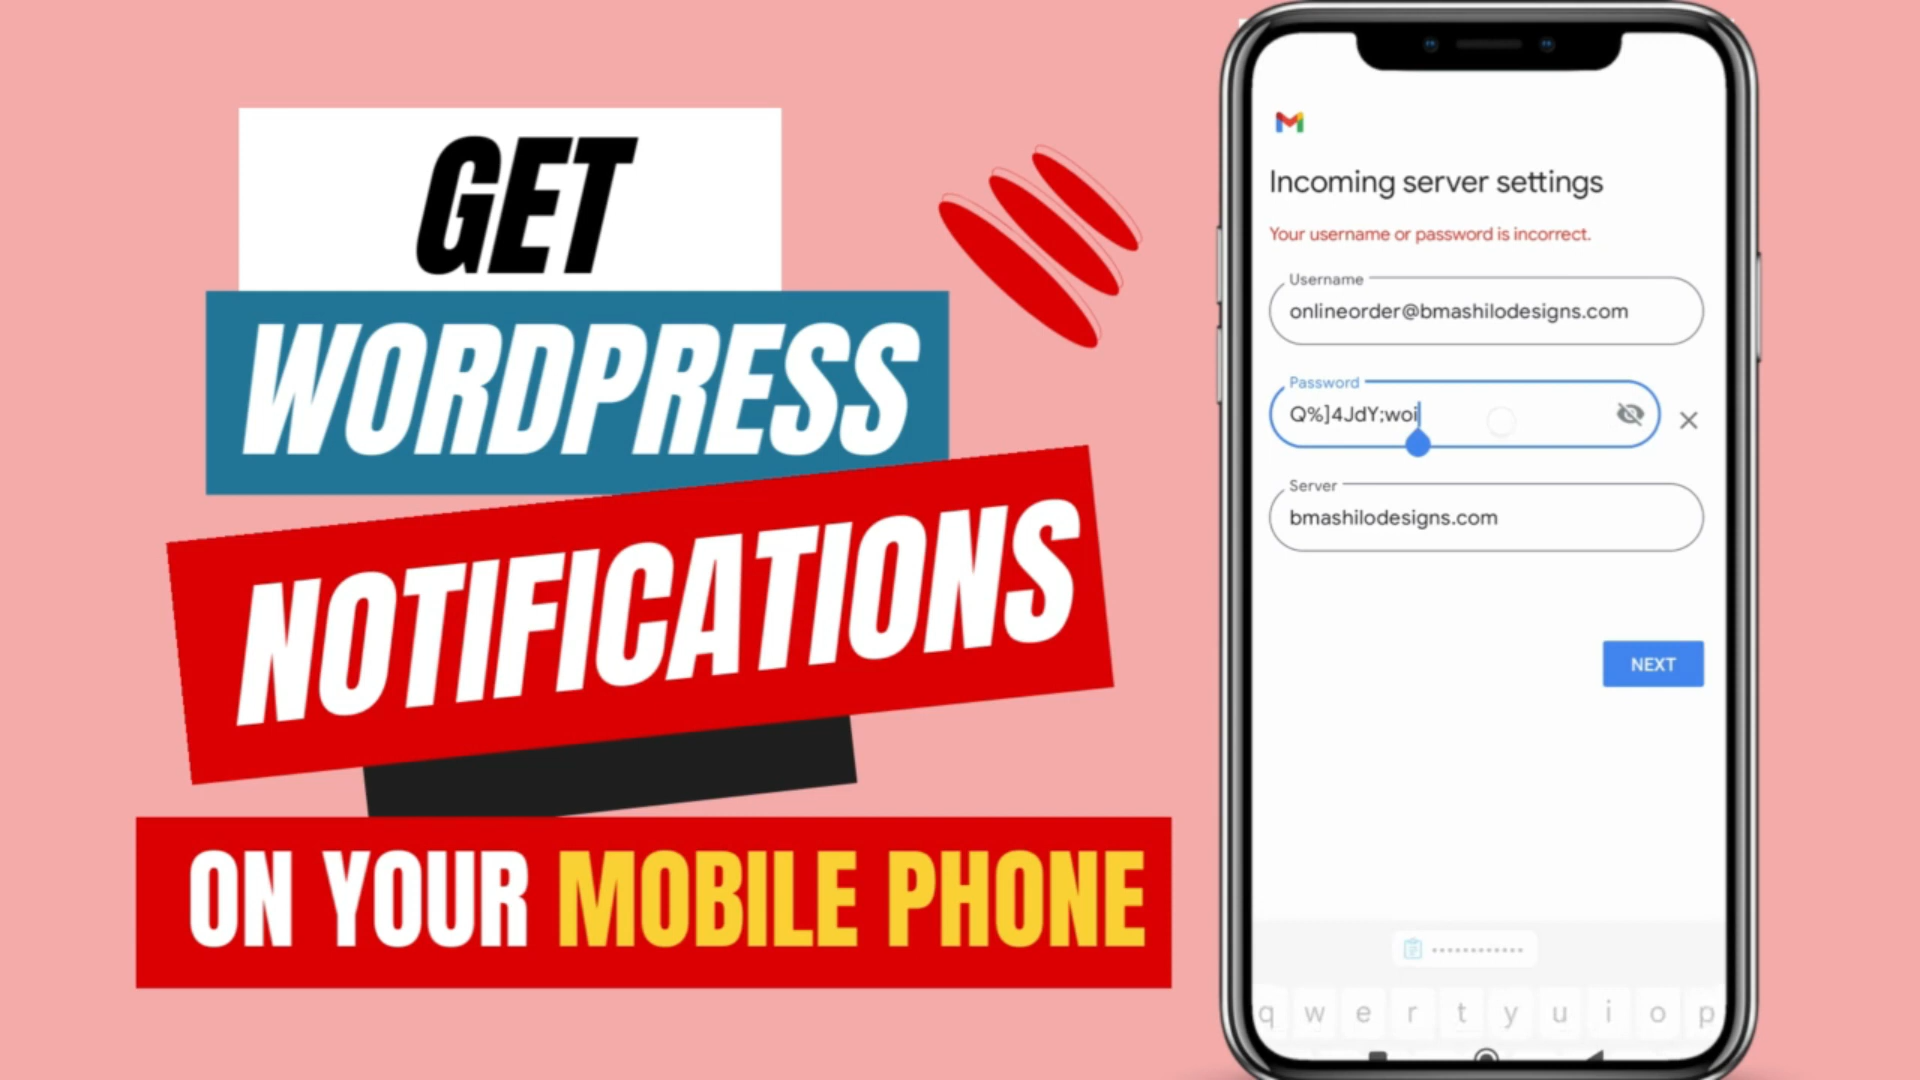 GET
WORDPRESS
NOTIFICATIONS
ON YOUR MOBILE PHONE
Incoming server settings
Your username or password is incorrect.
Username
onlineorder@bmashilodesigns.com
Password
Q%]4JdY;woi
Server
bmashilodesigns.com
NEXT
q w e r t y u i o p